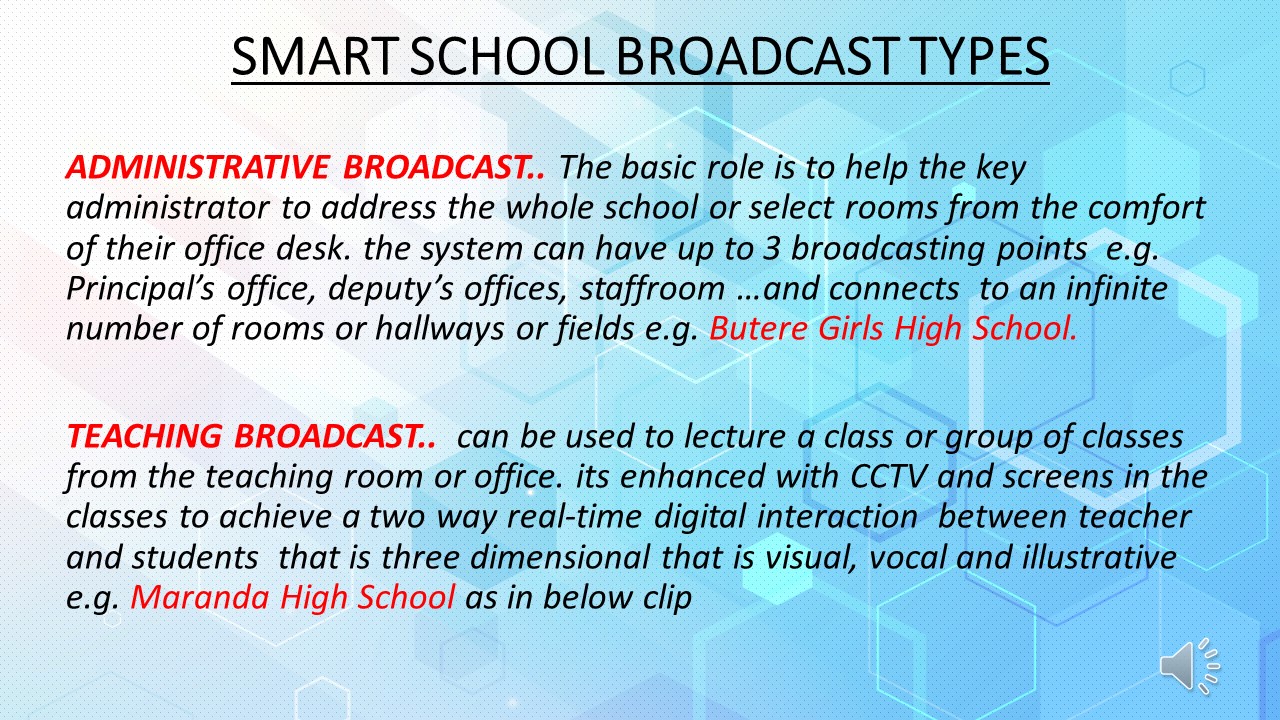 SMART SCHOOL BROADCAST TYPES
ADMINISTRATIVE BROADCAST.. The basic role is to help the key
administrator to address the whole school or select rooms from the comfort
of their office desk. the system can have up to 3 broadcasting points e.g.
Principal’s office, deputy’s offices, staffroom …and connects to an infinite
number of rooms or hallways or fields e.g. Butere Girls High School.
TEACHING BROADCAST.. can be used to lecture a class or group of classes
from the teaching room or office. its enhanced with CCTV and screens in the
classes to achieve a two way real-time digital interaction between teacher
and students that is three dimensional that is visual, vocal and illustrative
e.g. Maranda High School as in below clip